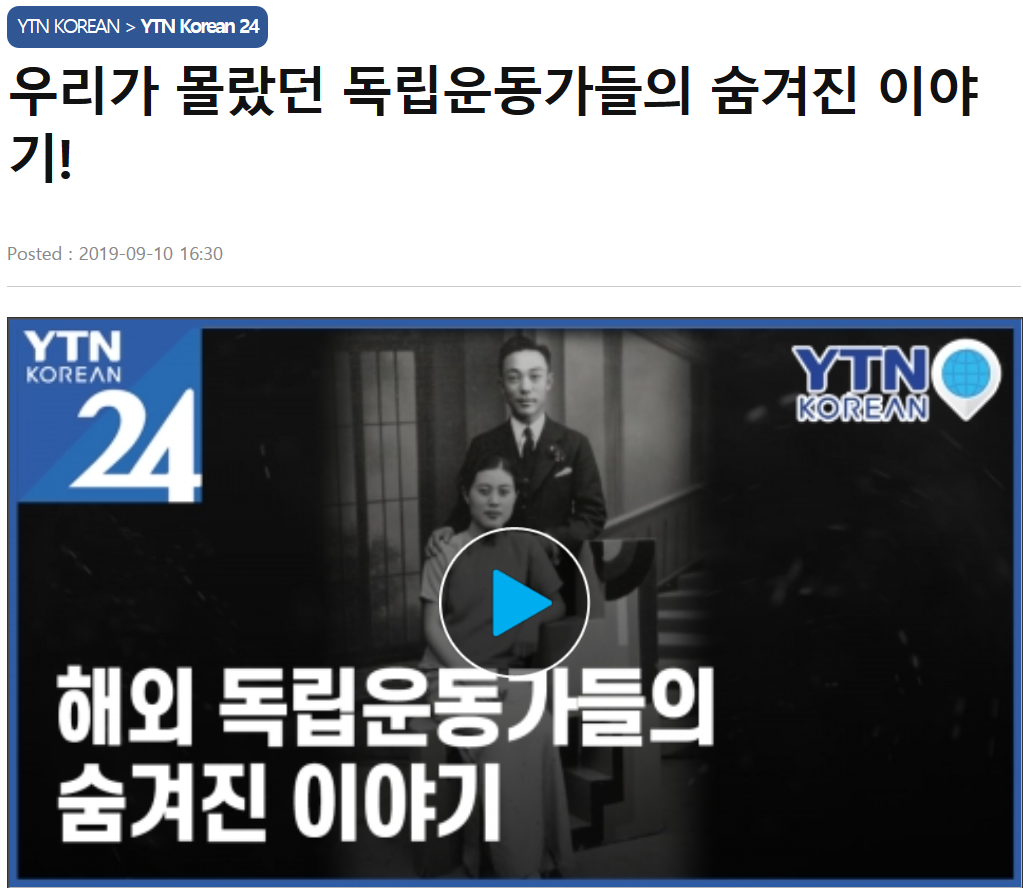 YTN KOREAN > YTN Korean 24
우리가 몰랐던 독립운동가들의 숨겨진 이야
기!
Posted : 2019-09-10 16:30
YTN
KOREAN
24
YTN
KOREAN
해외 독립운동가들의
숨겨진 이야기